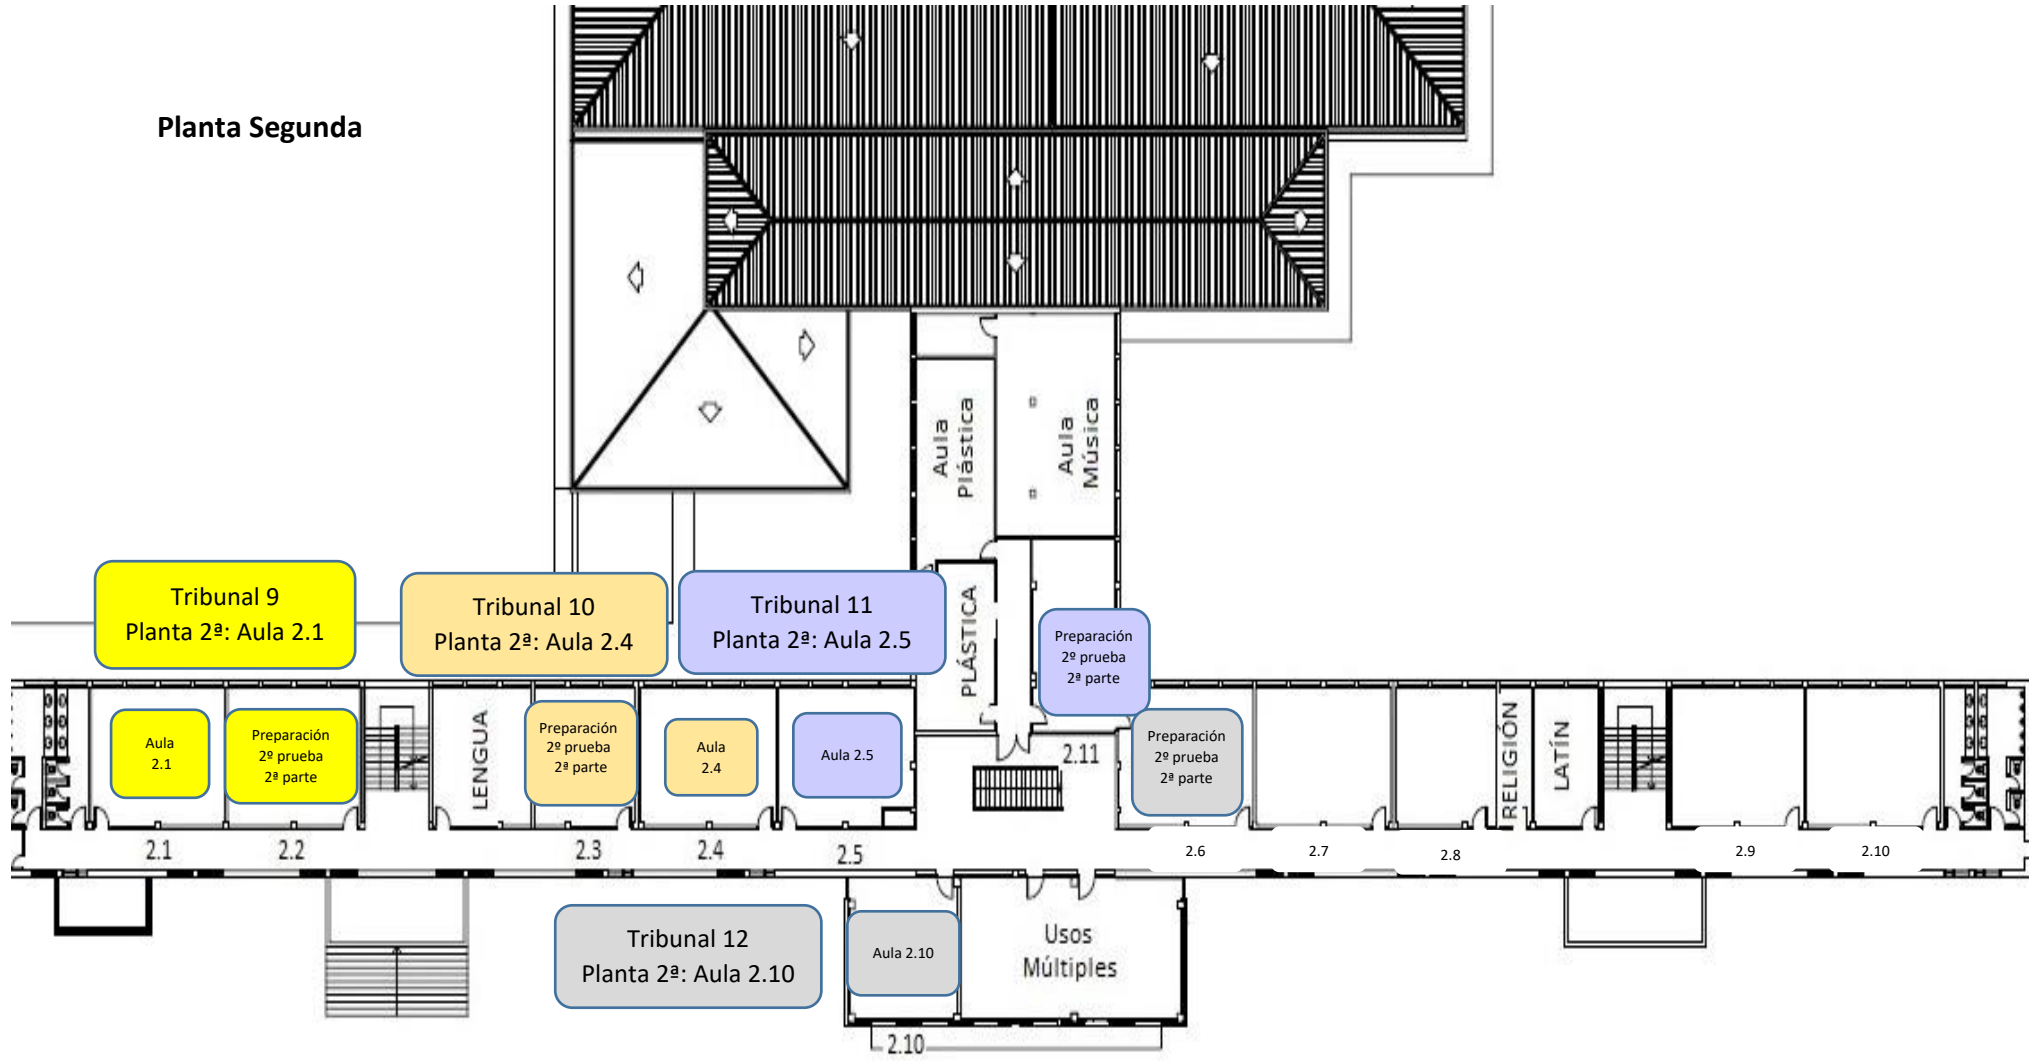 Planta Segunda
Aula
Plástica
Aula
Música
Tribunal 9
Planta 2ª: Aula 2.1
Tribunal 10
Planta 2ª: Aula 2.4
Tribunal 11
Planta 2ª: Aula 2.5
PLÁSTICA
Preparación
2º prueba
2ª parte
Aula
2.1
Preparación
2º prueba
2ª parte
LENGUA
Preparación
2º prueba
2ª parte
Aula
2.4
Aula 2.5
2.11
Preparación
2º prueba
2ª parte
RELIGIÓN
LATÍN
2.1
2.2
2.3
2.4
2.5
2.6
2.7
2.8
2.9
2.10
Tribunal 12
Planta 2ª: Aula 2.10
Aula 2.10
Usos
Múltiples
2.10